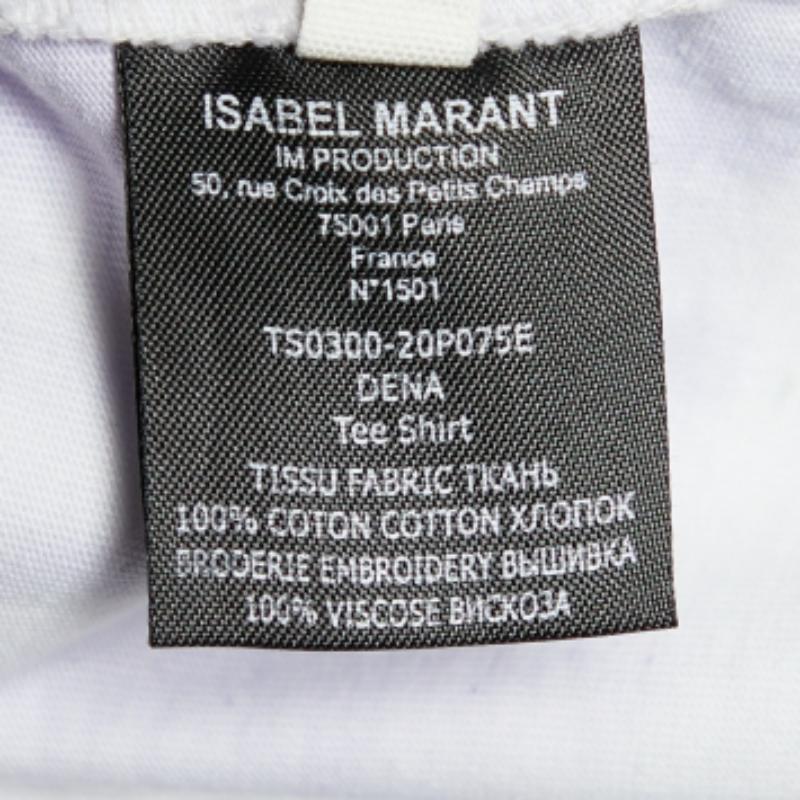 ISABEL MARANT
IM PRODUCTION
50, rue Croix des Petits Champs
75001 Paris
France
N°1501
TS0300-20P075E
DENA
Tee Shirt
TISSU FABRIC ТКАНЬ
100% COTON COTTON ХЛОПОК
BRODERIE EMBROIDERY ВЫШИВКА
100% VISCOSE ВИСКОЗА